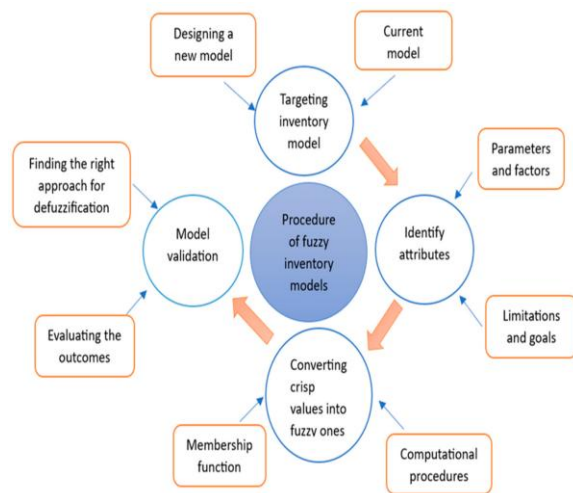 Designing a
new model
Current
model
Targeting
inventory
model
Finding the right
approach for
defuzzification
Parameters
and factors
Model
validation
Procedure
of fuzzy
inventory
models
Identify
attributes
Evaluating the
outcomes
Limitations
and goals
Converting
crisp
values into
fuzzy ones
Membership
function
Computational
procedures